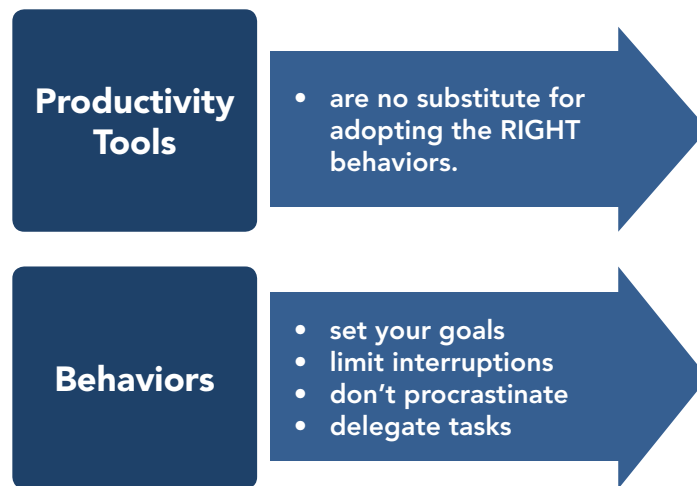 Productivity
Tools
• are no substitute for
adopting the RIGHT
behaviors.
Behaviors
• set your goals
• limit interruptions
• don’t procrastinate
• delegate tasks